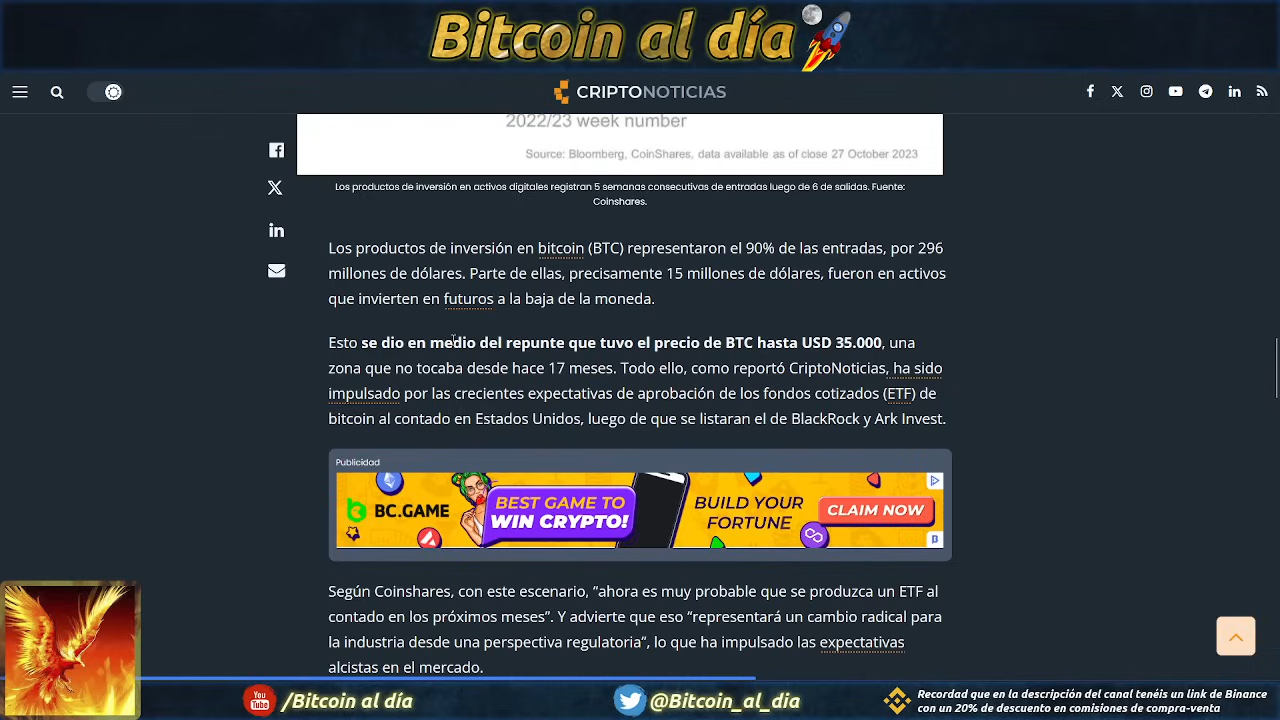 Bitcoin al día
CRIPTONOTICIAS
2022/23 week number
Source: Bloomberg, CoinShares, data available as of close 27 October 2023
Los productos de inversión en activos digitales registran 5 semanas consecutivas de entradas luego de 6 de salidas. Fuente:
Coinshares.
Los productos de inversión en bitcoin (BTC) representaron el 90% de las entradas, por 296
millones de dólares. Parte de ellas, precisamente 15 millones de dólares, fueron en activos
que invierten en futuros a la baja de la moneda.
Esto se dio en medio del repunte que tuvo el precio de BTC hasta USD 35.000, una
zona que no tocaba desde hace 17 meses. Todo ello, como reportó CriptoNoticias, ha sido
impulsado por las crecientes expectativas de aprobación de los fondos cotizados (ETF) de
bitcoin al contado en Estados Unidos, luego de que se listaran el de BlackRock y Ark Invest.
Publicidad
BC.GAME
BEST GAME TO
WIN CRYPTO!
BUILD YOUR
FORTUNE
CLAIM NOW
Según Coinshares, con este escenario, “ahora es muy probable que se produzca un ETF al
contado en los próximos meses”. Y advierte que eso “representará un cambio radical para
la industria desde una perspectiva regulatoria“, lo que ha impulsado las expectativas
alcistas en el mercado.
You Tube /Bitcoin al día
@Bitcoin_al_dia
Recordad que en la descripción del canal tenéis un link de Binance
con un 20% de descuento en comisiones de compra-venta